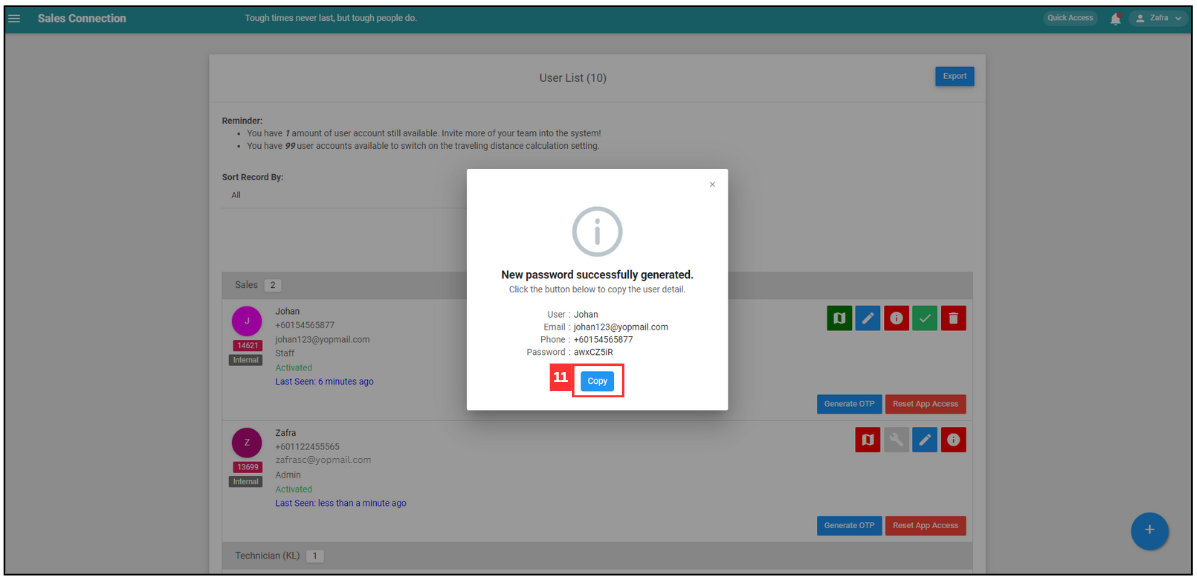 Sales Connection
Tough times never last, but tough people do.
Quick Access
Zafra
User List (10)
Export
Reminder:
You have 1 amount of user account still available. Invite more of your team into the system!
You have 99 user accounts available to switch on the traveling distance calculation setting.
Sort Record By:
All
×
New password successfully generated.
Click the button below to copy the user detail.
User : Johan
Email : johan123@yopmail.com
Phone : +60154565877
Password : awxCZ5iR
11
Copy
Sales 2
J
14621
Internal
Johan
+60154565877
johan123@yopmail.com
Staff
Activated
Last Seen: 6 minutes ago
Generate OTP
Reset App Access
Z
13699
Internal
Zafra
+601122455565
zafrasc@yopmail.com
Admin
Activated
Last Seen: less than a minute ago
Generate OTP
Reset App Access
+
Technician (KL) 1